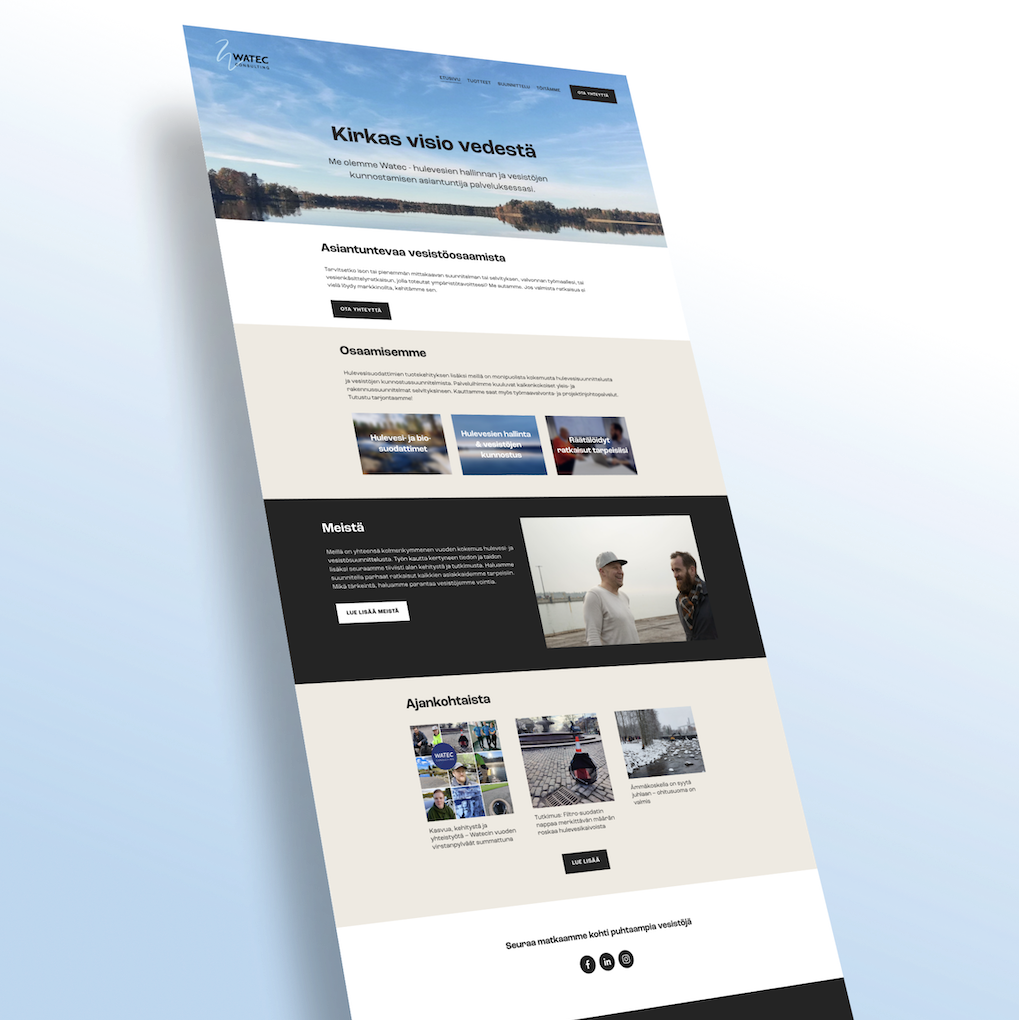 WATEC
CONSULTING
ETUSIVU TUOTTEET SUUNNITTELU TIIMIMME
OTA YHTEYTTÄ
Kirkas visio vedestä
Me olemme Watec - hulevesien hallinnan ja vesistöjen
kunnostamisen asiantuntija palveluksessasi.
Asiantuntevaa vesistöosaamista
Tarvitsetko ison tai pienemmän mittakaavan suunnitelman tai selvityksen, valvonnan työmaallesi, tai
vesienkäsittelyratkaisun, jolla toteutat ympäristötavoitteesi? Me autamme. Jos valmista ratkaisua ei
vielä löydy markkinoilta, kehitämme sen.
OTA YHTEYTTÄ
Osaamisemme
Hulevesisuodattimien tuotekehityksen lisäksi meillä on monipuolista kokemusta hulevesisuunnittelusta
ja vesistöjen kunnostussuunnitelmista. Palveluihimme kuuluvat kaikenkokoiset yleis- ja
rakennussuunnitelmat selvityksineen. Kauttamme saat myös työmaavalvonta- ja projektinjohtopalvelut.
Tutustu tarjontaamme!
Hulevesi- ja bio-
suodattimet
Hulevesien hallinta
& vesistöjen
kunnostus
Räätälöidyt
ratkaisut tarpeisiisi
Meistä
Meillä on yhteensä kolmenkymmenen vuoden kokemus hulevesi- ja
vesistösuunnittelusta. Työn kautta kertyneen tiedon ja taidon
lisäksi seuraamme tiiviisti alan kehitystä ja tutkimusta. Haluamme
suunnitella parhaat ratkaisut kaikkien asiakkaidemme tarpeisiin.
Mikä tärkeintä, haluamme parantaa vesistöjemme vointia.
LUE LISÄÄ MEISTÄ
Ajankohtaista
WATEC
Kasvua, kehitystä ja
yhteistyötä – Watecin vuoden
virstanpylväät summattuna
Tutkimus: Filtro-suodatin
nappaa merkittävän määrän
roskaa hulevesikaivoista
Ämmäkoskella on syytä
juhlaan – ohitusuoma on
valmis
LUE LISÄÄ
Seuraa matkaamme kohti puhtaampia vesistöjä